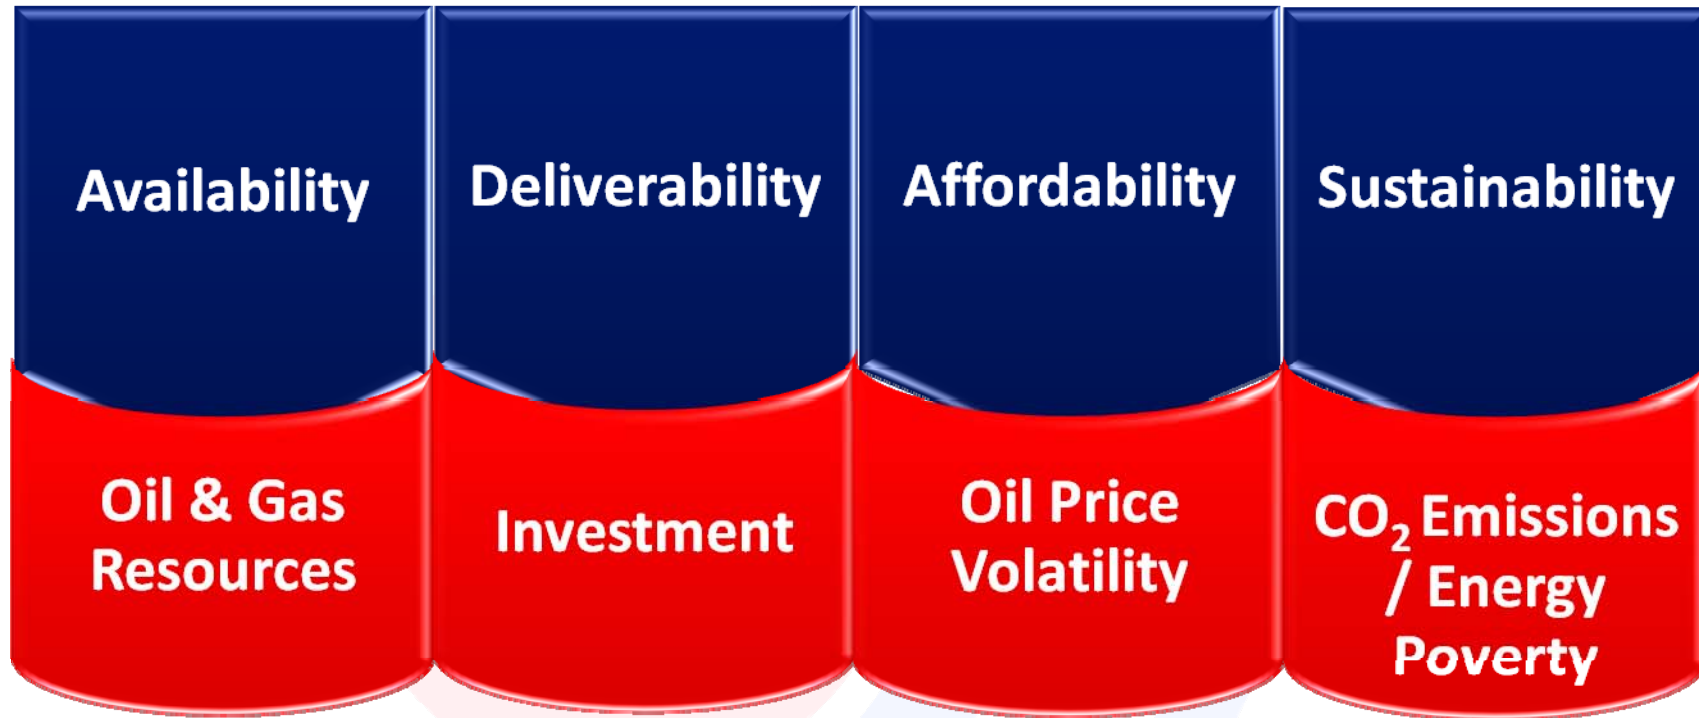 Availability
Deliverability
Affordability
Sustainability
Oil & Gas
Resources
Investment
Oil Price
Volatility
CO₂ Emissions
/ Energy
Poverty